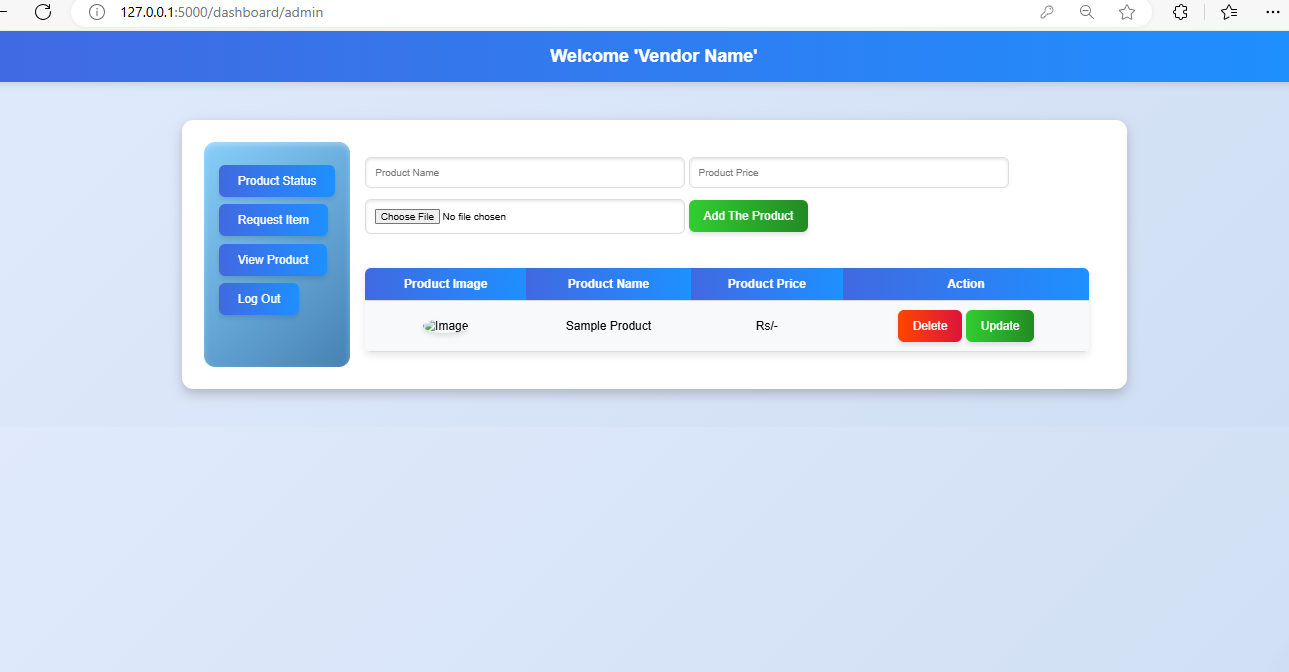 127.0.0.1:5000/dashboard/admin
Welcome 'Vendor Name'
Product Status
Request Item
View Product
Log Out
Product Name Product Price
Choose File No file chosen Add The Product
Product Image Product Name Product Price Action
Image Sample Product Rs/- Delete Update